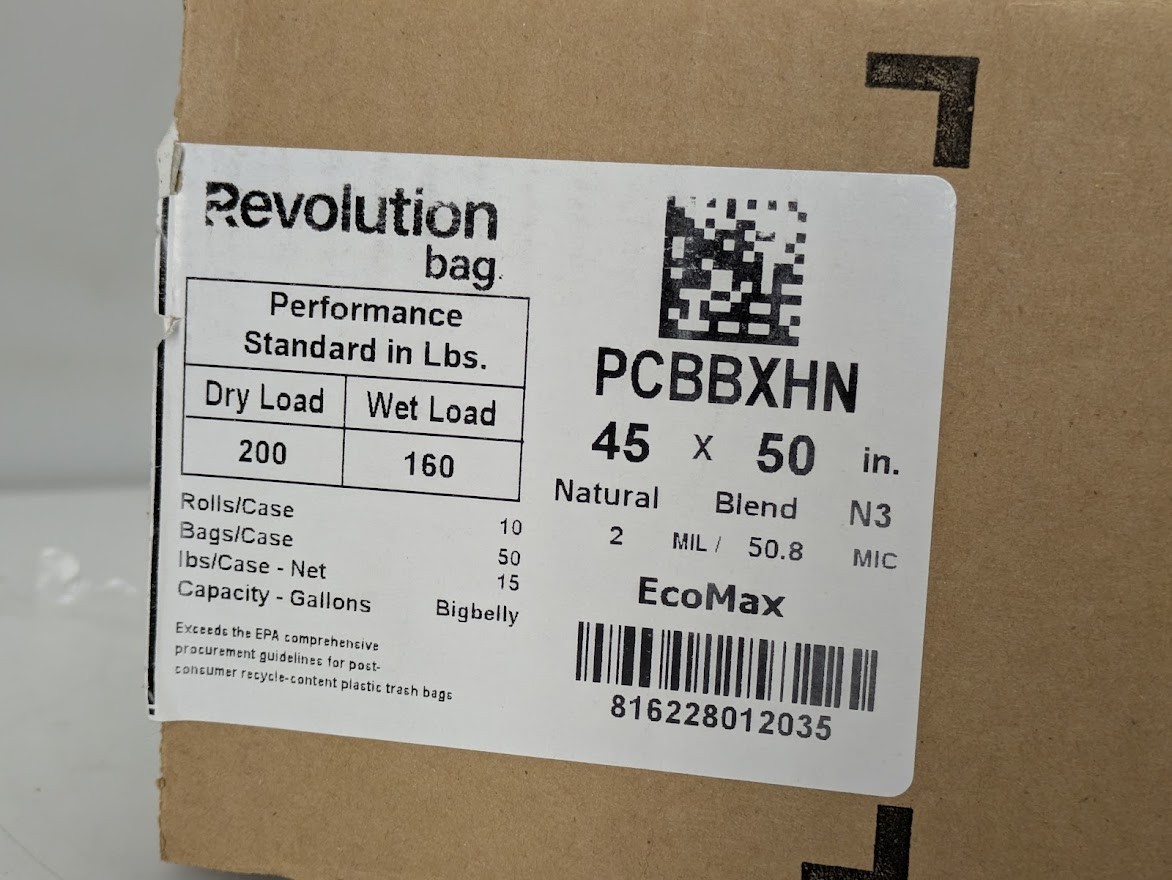 Revolution
bag
Performance
Standard in Lbs.
Dry Load Wet Load
200 160
Rolls/Case 10
Bags/Case 50
lbs/Case - Net 15
Capacity - Gallons Bigbelly
Exceeds the EPA comprehensive
procurement guidelines for post-
consumer recycle-content plastic trash bags
PCBBXHN
45 X 50 in.
Natural Blend N3
2 MIL / 50.8 MIC
EcoMax
816228012035